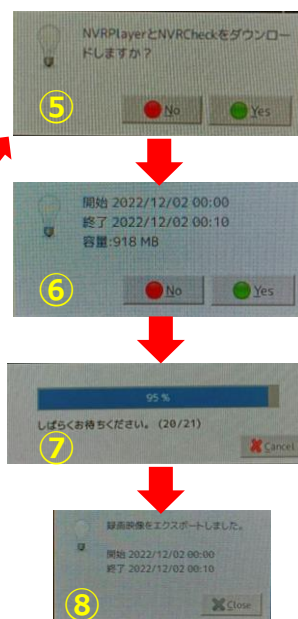 NVRPlayerとNVRCheckをダウンロー
ドしますか？
⑤
No
Yes
開始 2022/12/02 00:00
終了 2022/12/02 00:10
容量:918 MB
⑥
No
Yes
95 %
しばらくお待ちください。 (20/21)
⑦
Cancel
録画映像をエクスポートしました。
開始 2022/12/02 00:00
終了 2022/12/02 00:10
⑧
Close